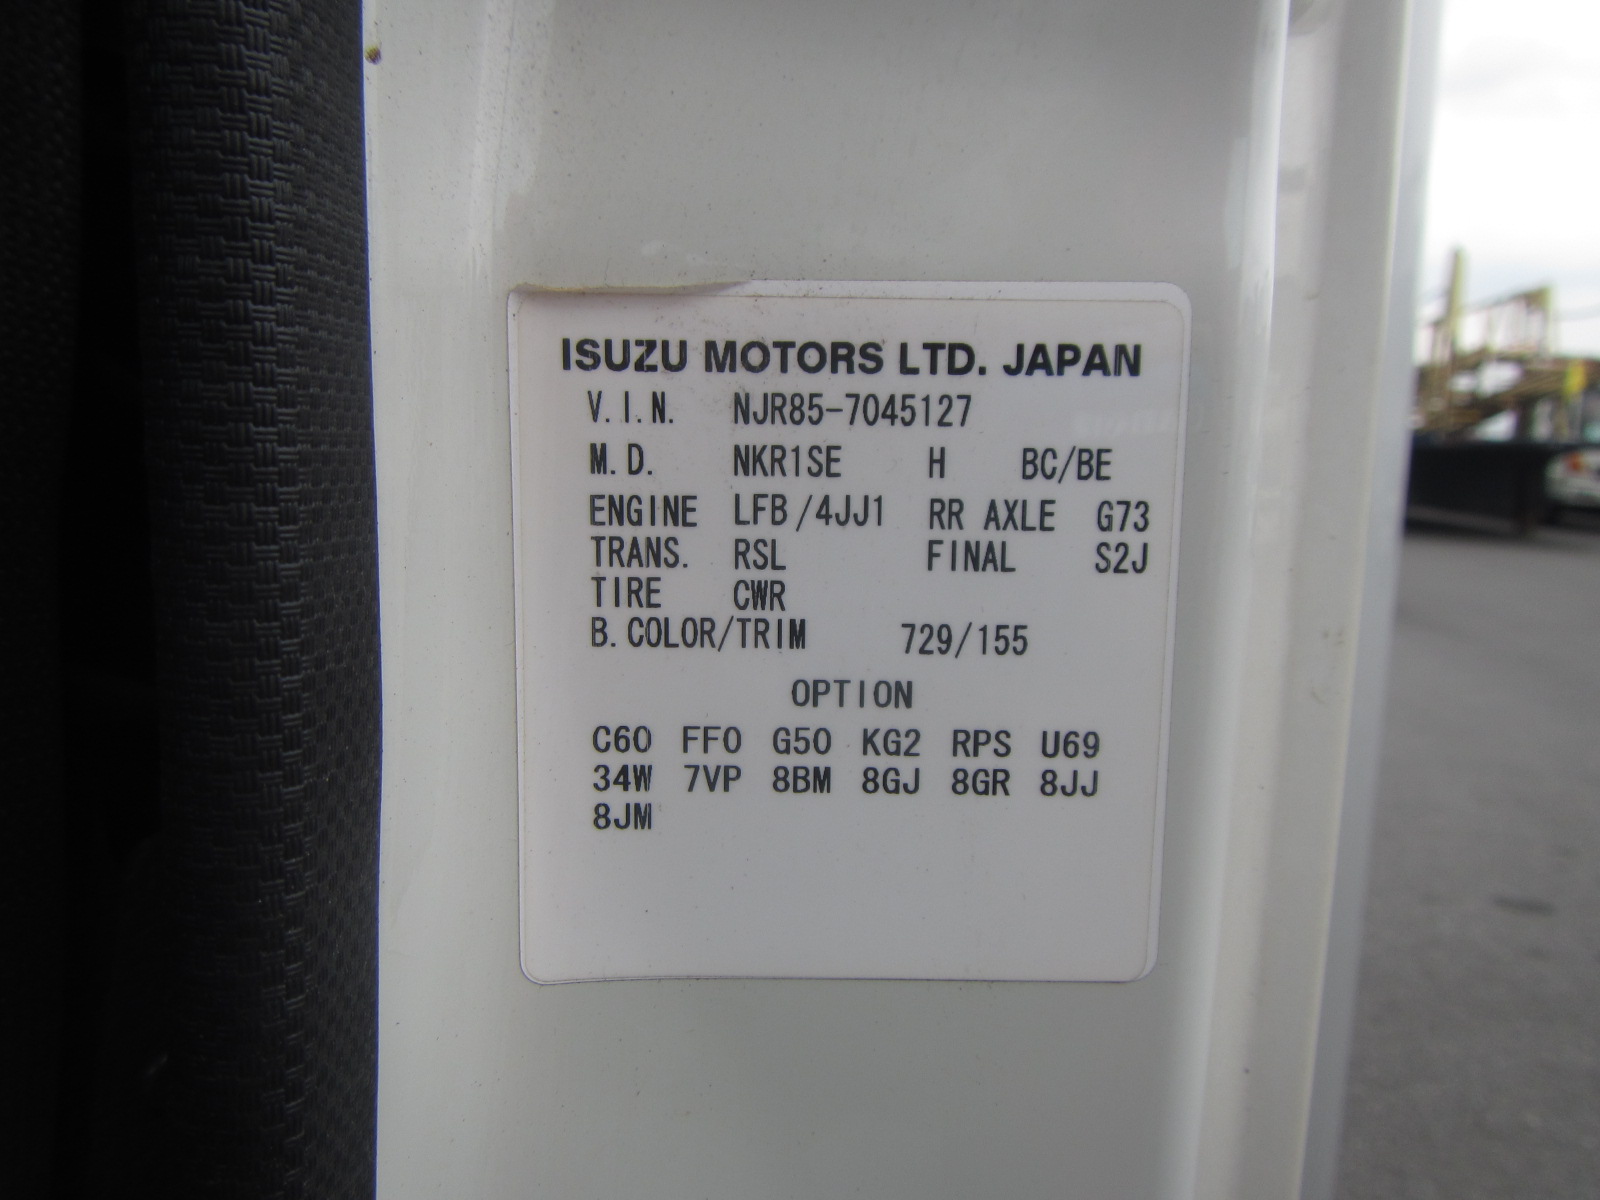 ISUZU MOTORS LTD. JAPAN
V.I.N. NJR85-7045127
M.D. NKR1SE H BC/BE
ENGINE LFB/4JJ1 RR AXLE G73
TRANS. RSL FINAL S2J
TIRE CWR
B.COLOR/TRIM 729/155
OPTION
C60 FF0 G50 KG2 RPS U69
34W 7VP 8BM 8GJ 8GR 8JJ
8JM